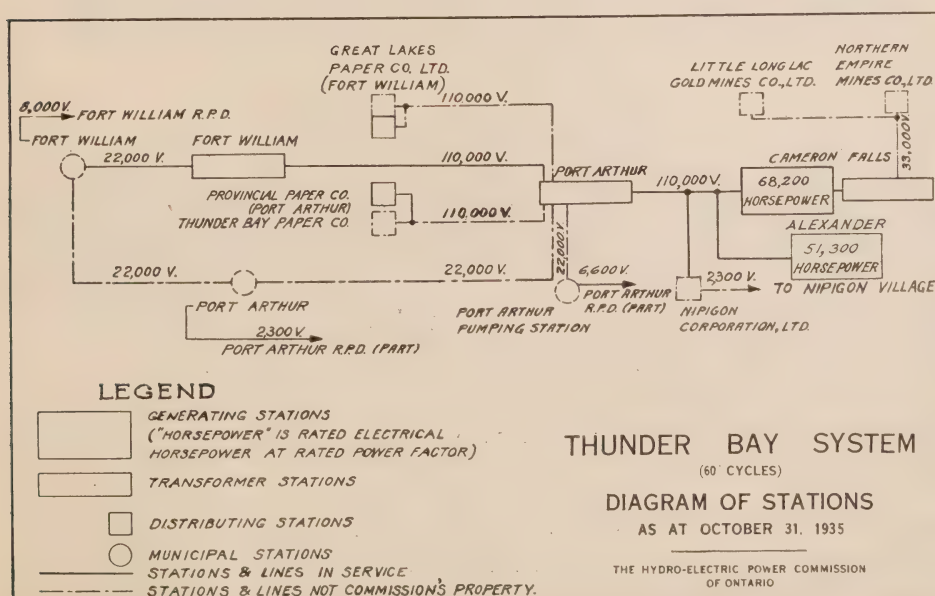 GREAT LAKES
PAPER CO. LTD.
(FORT WILLIAM)
NORTHERN
EMPIRE
MINES CO., LTD.
LITTLE LONG LAC
GOLD MINES CO., LTD.
8,000 V.
FORT WILLIAM R.P.D.
110,000 V.
33,000 V.
FORT WILLIAM
22,000 V.
FORT WILLIAM
110,000 V.
PORT ARTHUR
110,000 V.
CAMERON FALLS
68,200
HORSEPOWER
PROVINCIAL PAPER CO.
(PORT ARTHUR)
THUNDER BAY PAPER CO.
110,000 V.
ALEXANDER
51,300
HORSEPOWER
22,000 V.
22,000 V.
22,000 V.
6,600 V.
2,300 V.
TO NIPIGON VILLAGE
PORT ARTHUR
PORT ARTHUR
PUMPING STATION
PORT ARTHUR
R.P.D. (PART)
NIPIGON
CORPORATION, LTD.
2,300 V.
PORT ARTHUR R.P.D. (PART)
LEGEND
GENERATING STATIONS
("HORSEPOWER" IS RATED ELECTRICAL
HORSEPOWER AT RATED POWER FACTOR)
TRANSFORMER STATIONS
DISTRIBUTING STATIONS
MUNICIPAL STATIONS
STATIONS & LINES IN SERVICE
STATIONS & LINES NOT COMMISSION'S PROPERTY.
THUNDER BAY SYSTEM
(60 CYCLES)
DIAGRAM OF STATIONS
AS AT OCTOBER 31, 1935
THE HYDRO-ELECTRIC POWER COMMISSION
OF ONTARIO